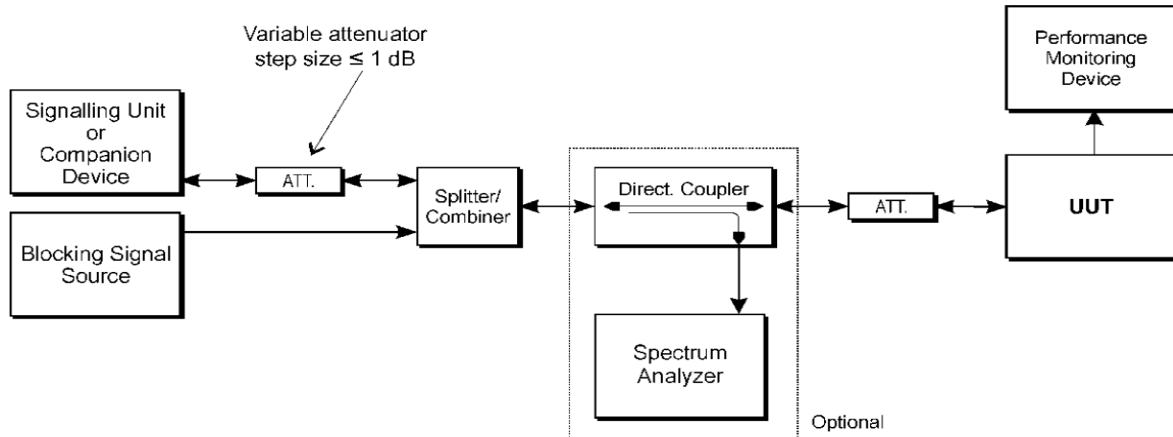 Variable attenuator
step size ≤ 1 dB
Performance
Monitoring
Device
Signalling Unit
or
Companion
Device
ATT.
Splitter/
Combiner
Direct. Coupler
ATT.
UUT
Blocking Signal
Source
Spectrum
Analyzer
Optional